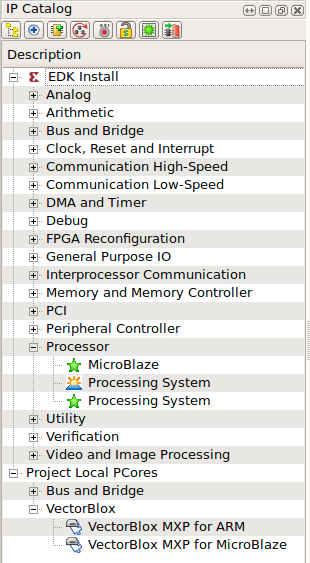 IP Catalog
Description
EDK Install
Analog
Arithmetic
Bus and Bridge
Clock, Reset and Interrupt
Communication High-Speed
Communication Low-Speed
DMA and Timer
Debug
FPGA Reconfiguration
General Purpose IO
Interprocessor Communication
Memory and Memory Controller
PCI
Peripheral Controller
Processor
MicroBlaze
Processing System
Processing System
Utility
Verification
Video and Image Processing
Project Local PCores
Bus and Bridge
VectorBlox
VectorBlox MXP for ARM
VectorBlox MXP for MicroBlaze